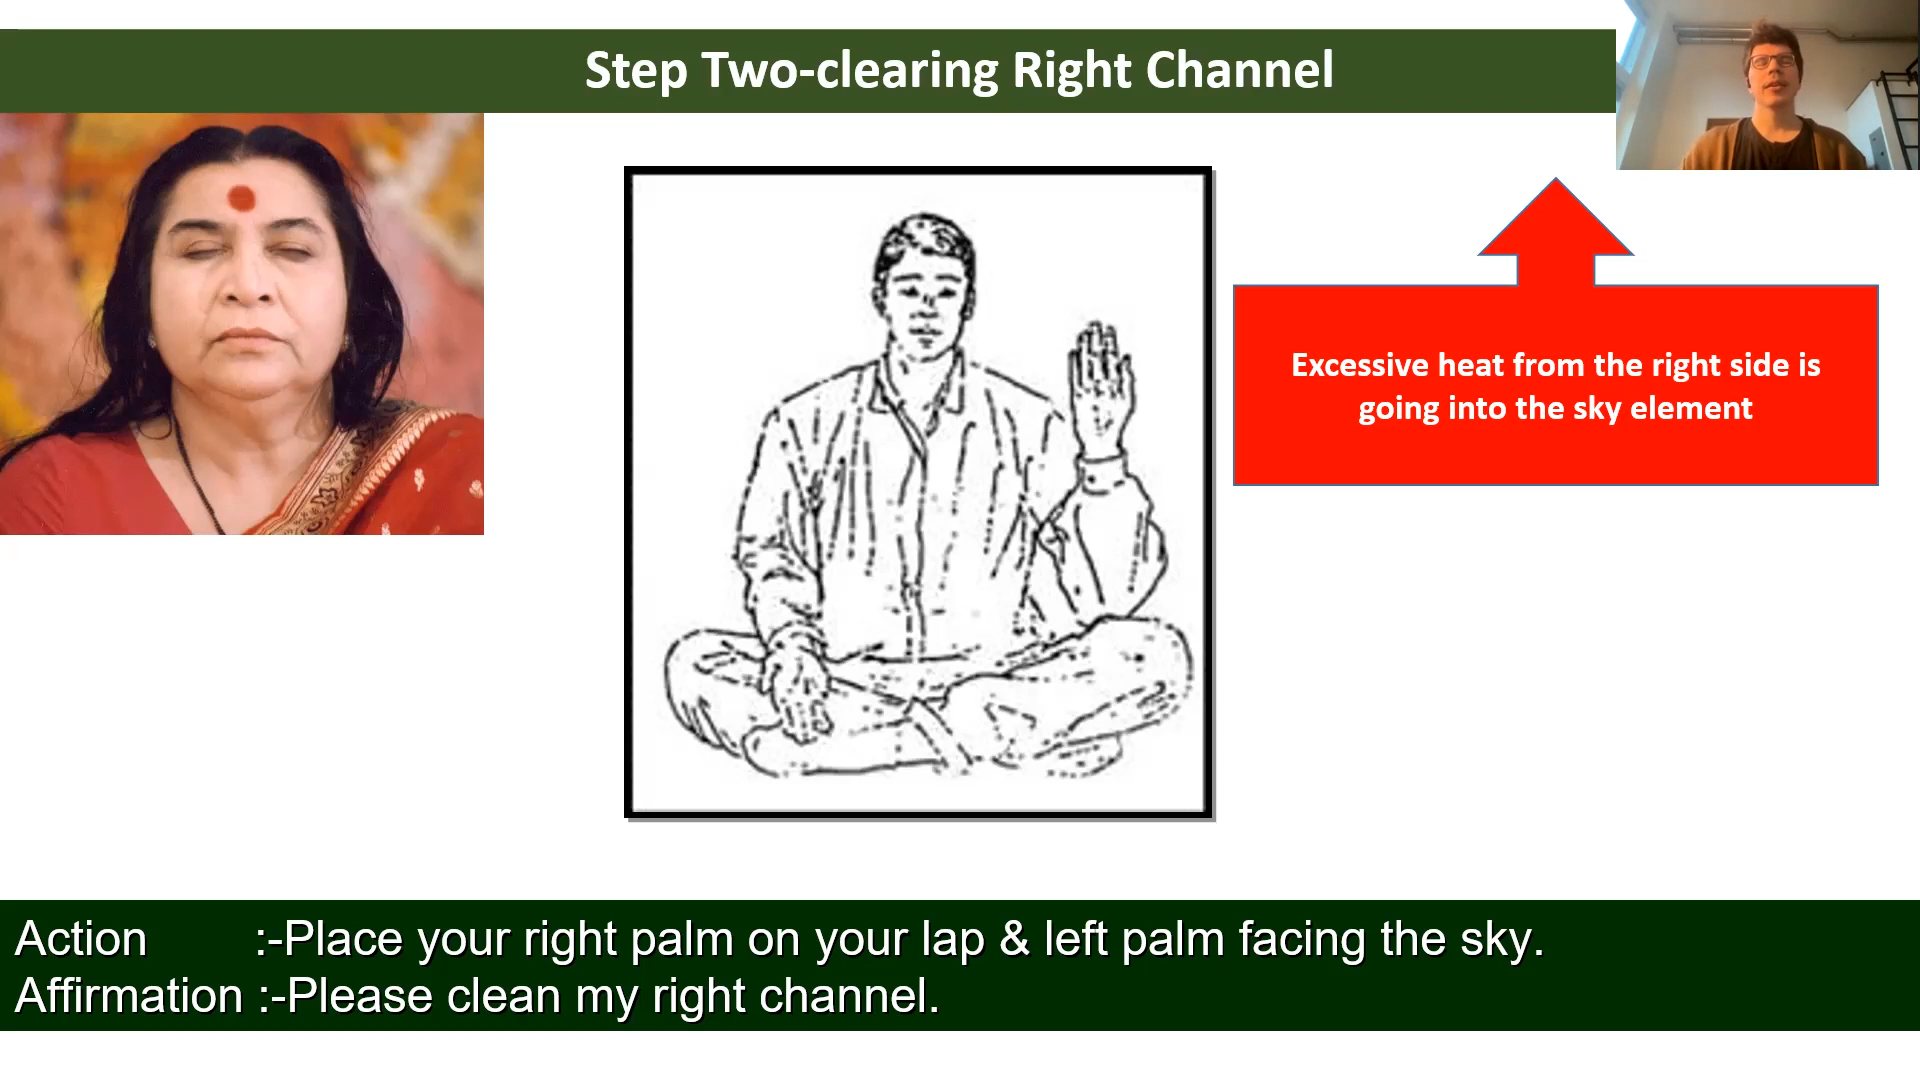 Step Two-clearing Right Channel
Excessive heat from the right side is
going into the sky element
Action :-Place your right palm on your lap & left palm facing the sky.
Affirmation :-Please clean my right channel.